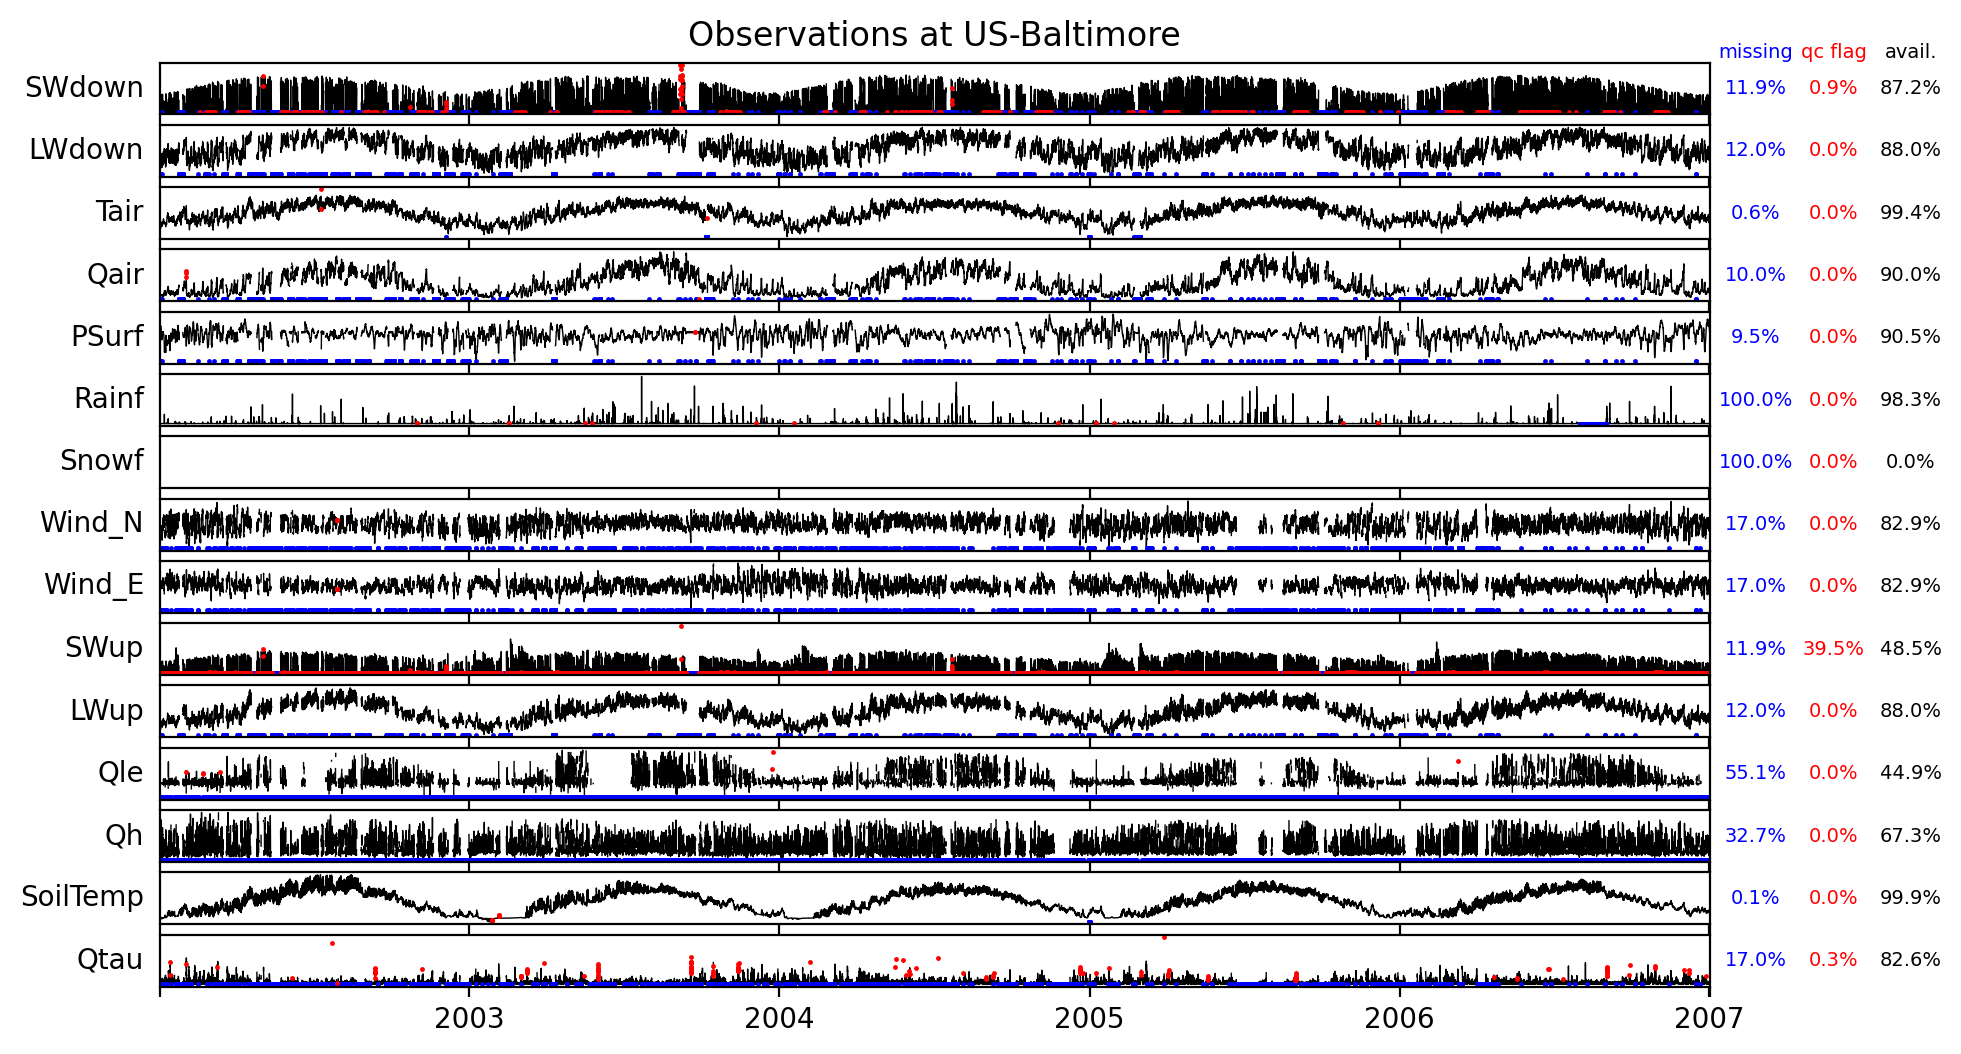 Observations at US-Baltimore
missing qc flag avail.
SWdown 11.9% 0.9% 87.2%
LWdown 12.0% 0.0% 88.0%
Tair 0.6% 0.0% 99.4%
Qair 10.0% 0.0% 90.0%
PSurf 9.5% 0.0% 90.5%
Rainf 100.0% 0.0% 98.3%
Snowf 100.0% 0.0% 0.0%
Wind_N 17.0% 0.0% 82.9%
Wind_E 17.0% 0.0% 82.9%
SWup 11.9% 39.5% 48.5%
LWup 12.0% 0.0% 88.0%
Qle 55.1% 0.0% 44.9%
Qh 32.7% 0.0% 67.3%
SoilTemp 0.1% 0.0% 99.9%
Qtau 17.0% 0.3% 82.6%
2003 2004 2005 2006 2007